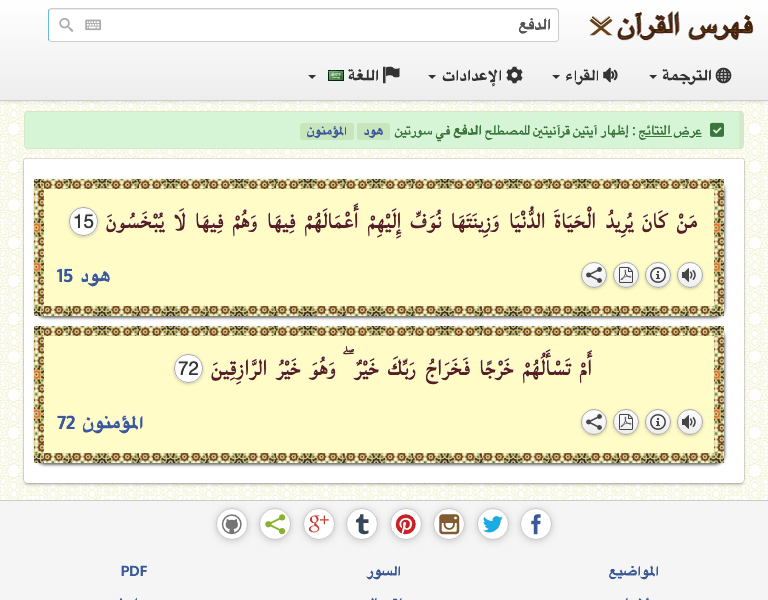 فهرس القرآن
الدفع
الترجمة القراء الإعدادات اللغة
عرض النتائج : إظهار آيتين قرآنيتين للمصطلح الدفع في سورتين هود المؤمنون
مَنْ كَانَ يُرِيدُ الْحَيَاةَ الدُّنْيَا وَزِينَتَهَا نُوَفِّ إِلَيْهِمْ أَعْمَالَهُمْ فِيهَا وَهُمْ فِيهَا لَا يُبْخَسُونَ 15
هود 15
أَمْ تَسْأَلُهُمْ خَرْجًا فَخَرَاجُ رَبِّكَ خَيْرٌ ۖ وَهُوَ خَيْرُ الرَّازِقِينَ 72
المؤمنون 72
المواضيع السور PDF